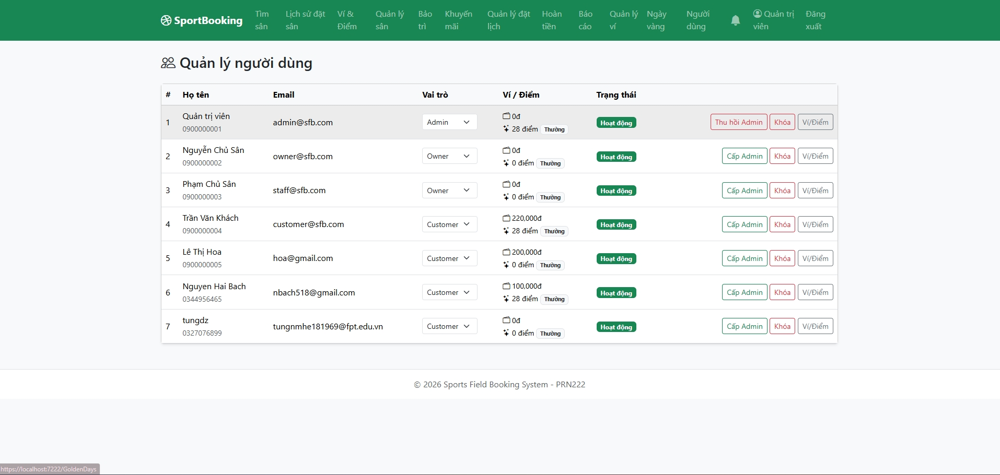 SportBooking
Tìm sân
Lịch sử đặt sân
Ví & Điểm
Quản lý sân
Bảo trì
Khuyến mãi
Quản lý đặt lịch
Hoàn tiền
Báo cáo
Quản lý ví
Ngày vàng
Người dùng
Quản trị viên
Đăng xuất
Quản lý người dùng
# Họ tên Email Vai trò Ví / Điểm Trạng thái
1 Quản trị viên 0900000001 admin@sfb.com Admin 0đ 28 điểm Thường Hoạt động Thu hồi Admin Khóa Ví/Điểm
2 Nguyễn Chủ Sân 0900000002 owner@sfb.com Owner 0đ 0 điểm Thường Hoạt động Cấp Admin Khóa Ví/Điểm
3 Phạm Chủ Sân 0900000003 staff@sfb.com Owner 0đ 0 điểm Thường Hoạt động Cấp Admin Khóa Ví/Điểm
4 Trần Văn Khách 0900000004 customer@sfb.com Customer 220,000đ 28 điểm Thường Hoạt động Cấp Admin Khóa Ví/Điểm
5 Lê Thị Hoa 0900000005 hoa@gmail.com Customer 200,000đ 0 điểm Thường Hoạt động Cấp Admin Khóa Ví/Điểm
6 Nguyen Hai Bach 0344956465 nbach518@gmail.com Customer 100,000đ 28 điểm Thường Hoạt động Cấp Admin Khóa Ví/Điểm
7 tungdz 0327076899 tungnmhe181969@fpt.edu.vn Customer 0đ 0 điểm Thường Hoạt động Cấp Admin Khóa Ví/Điểm
© 2026 Sports Field Booking System - PRN222
https://localhost:7222/GoldenDays